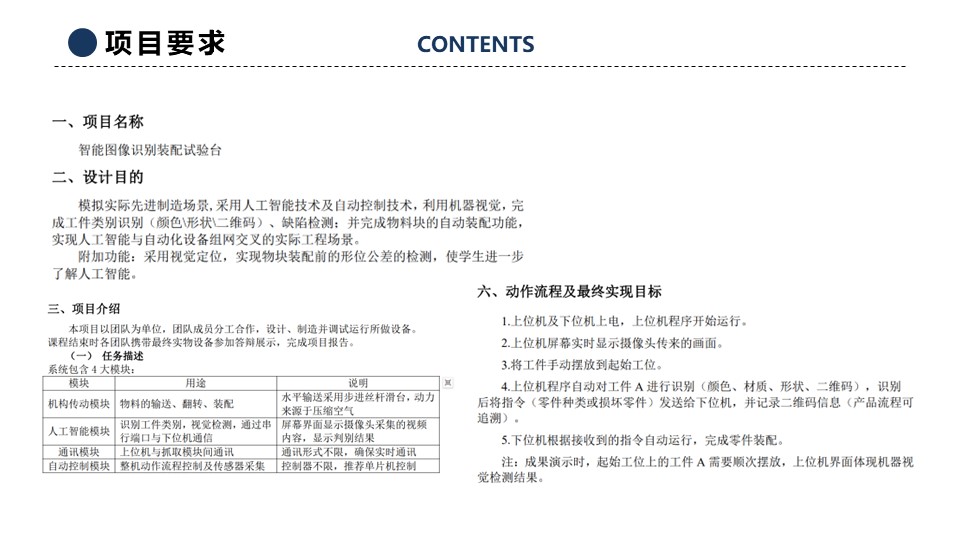 项目要求
CONTENTS
一、项目名称
智能图像识别装配试验台
二、设计目的
模拟实际先进制造场景,采用人工智能技术及自动控制技术，利用机器视觉，完
成工件类别识别（颜色\形状\二维码）、缺陷检测；并完成物料块的自动装配功能，
实现人工智能与自动化设备组网交叉的实际工程场景。
附加功能：采用视觉定位，实现物块装配前的形位公差的检测，使学生进一步
了解人工智能。
三、项目介绍
本项目以团队为单位，团队成员分工合作，设计、制造并调试运行所做设备。
课程结束时各团队携带最终实物设备参加答辩展示，完成项目报告。
（一） 任务描述
系统包含 4 大模块：
模块 用途 说明
机构传动模块 物料的输送、翻转、装配 水平输送采用步进丝杆滑台，动力
来源于压缩空气
人工智能模块 识别工件类别，视觉检测，通过串
行端口与下位机通信 屏幕界面显示摄像头采集的视频
内容，显示判别结果
通讯模块 上位机与抓取模块间通讯 通讯形式不限，确保实时通讯
自动控制模块 整机动作流程控制及传感器采集 控制器不限，推荐单片机控制
六、动作流程及最终实现目标
1.上位机及下位机上电，上位机程序开始运行。
2.上位机屏幕实时显示摄像头传来的画面。
3.将工件手动摆放到起始工位。
4.上位机程序自动对工件 A 进行识别（颜色、材质、形状、二维码），识别
后将指令（零件种类或损坏零件）发送给下位机，并记录二维码信息（产品流程可
追溯）。
5.下位机根据接收到的指令自动运行，完成零件装配。
注：成果演示时，起始工位上的工件 A 需要顺次摆放，上位机界面体现机器视
觉检测结果。